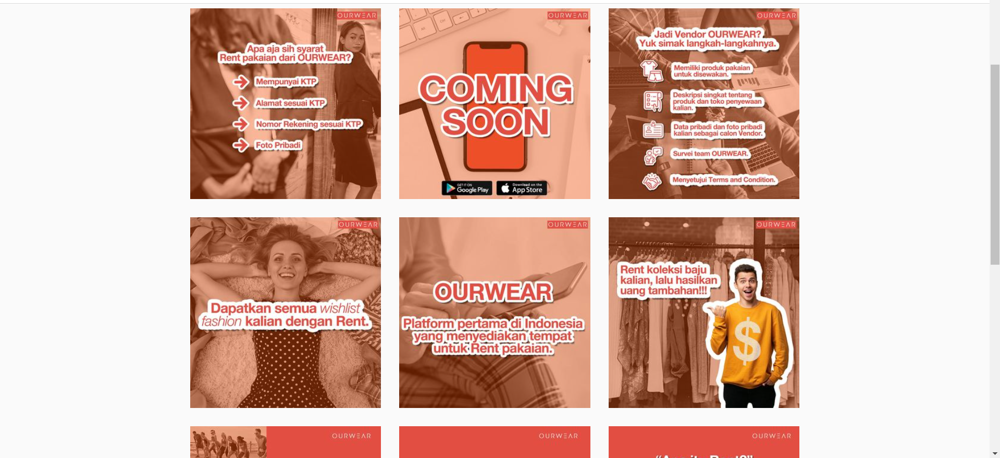 OURWEAR
Apa aja sih syarat
Rent pakaian dari OURWEAR?
Mempunyai KTP
Alamat sesuai KTP
Nomor Rekening sesuai KTP
Foto Pribadi
OURWEAR
COMING
SOON
GET IT ON
Google Play
Download on the
App Store
OURWEAR
Jadi Vendor OURWEAR?
Yuk simak langkah-langkahnya.
Memiliki produk pakaian
untuk disewakan.
Deskripsi singkat tentang
produk dan toko penyewaan
kalian.
Data pribadi dan foto pribadi
kalian sebagai calon Vendor.
Survei team OURWEAR.
Menyetujui Terms and Condition.
OURWEAR
Dapatkan semua wishlist
fashion kalian dengan Rent.
OURWEAR
OURWEAR
Platform pertama di Indonesia
yang menyediakan tempat
untuk Rent pakaian.
OURWEAR
Rent koleksi baju
kalian, lalu hasilkan
uang tambahan!!!
$
OURWEAR
OURWEAR
OURWEAR